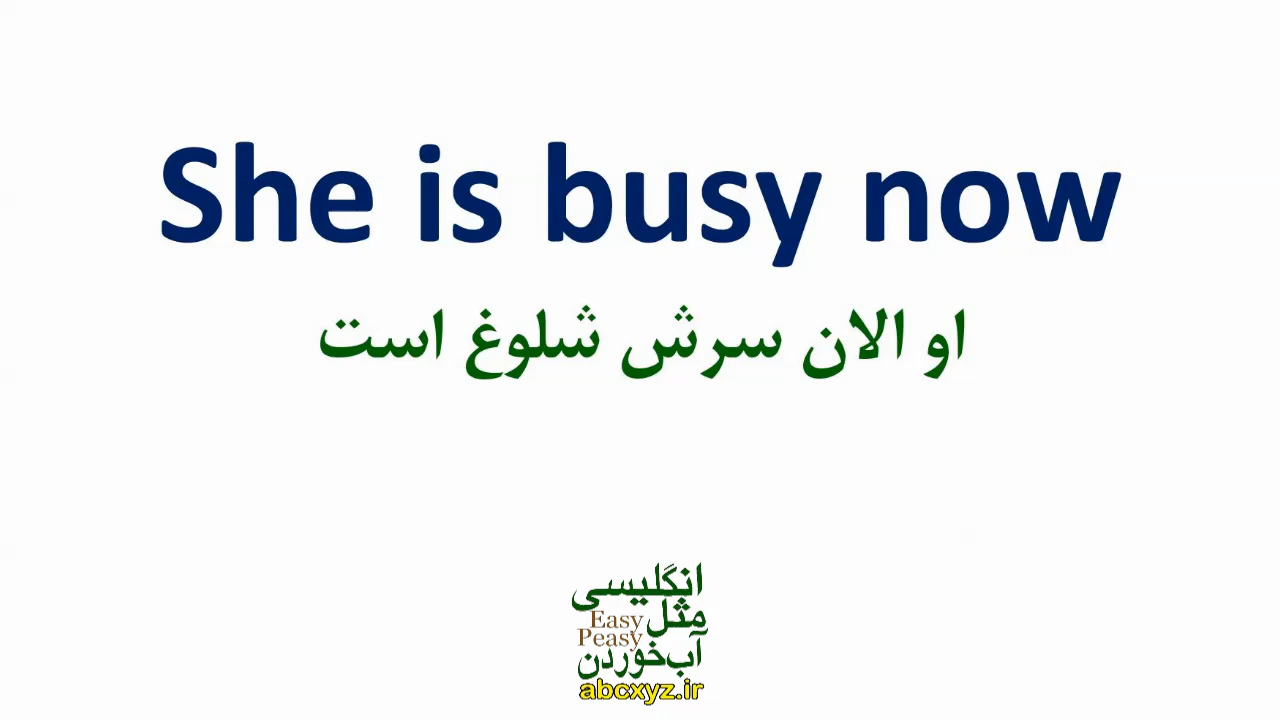 She is busy now
او الان سرش شلوغ است
انگلیسی
مثل
Easy
Peasy
آب‌خوردن
abcxyz.ir